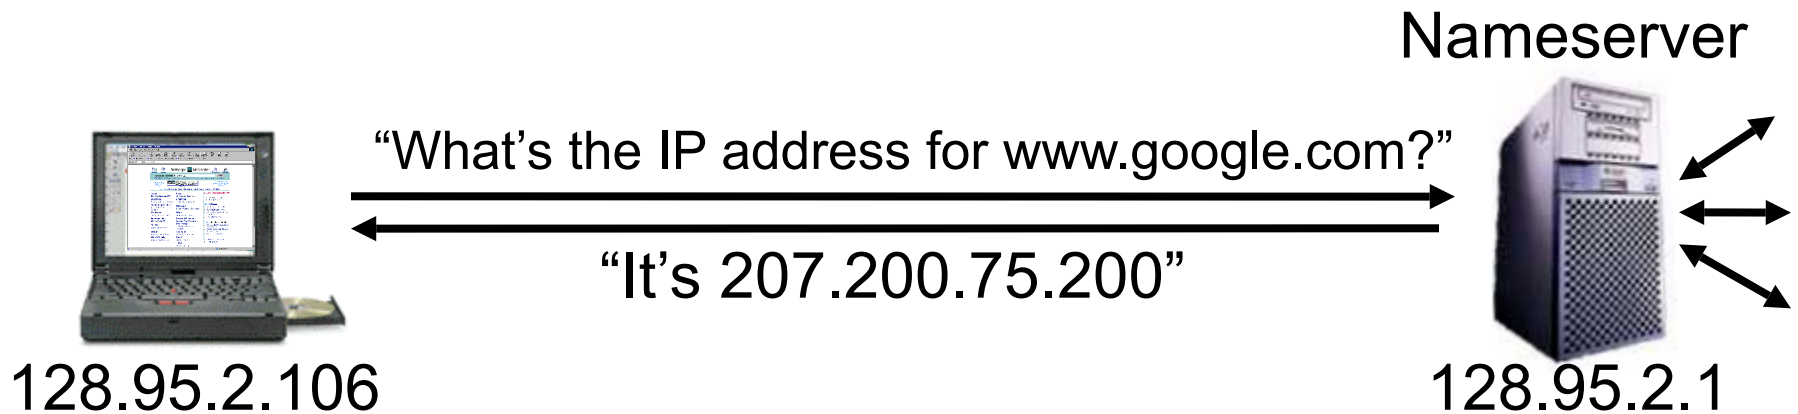 Nameserver
“What’s the IP address for www.google.com?”
“It’s 207.200.75.200”
128.95.2.106
128.95.2.1